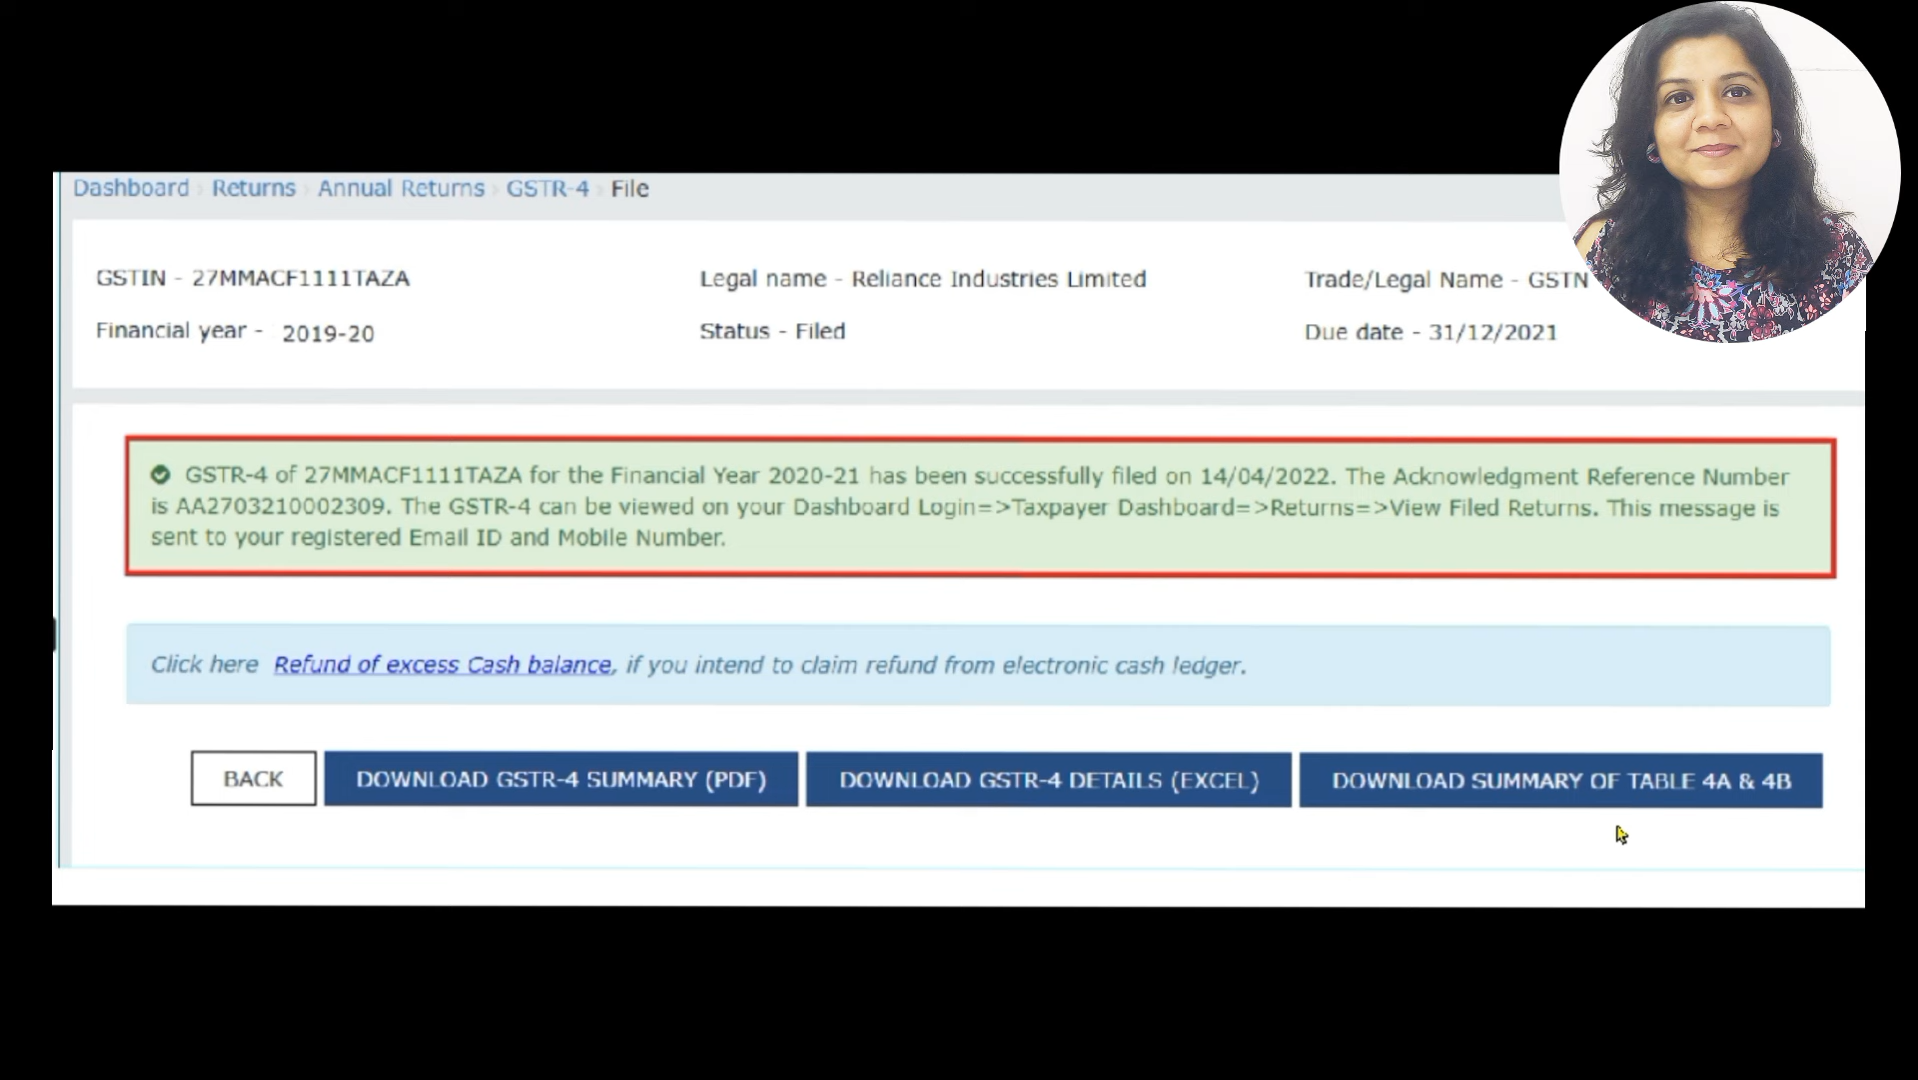 Dashboard › Returns › Annual Returns › GSTR-4 › File
GSTIN - 27MMACF1111TAZA Legal name - Reliance Industries Limited Trade/Legal Name - GSTN
Financial year - 2019-20 Status - Filed Due date - 31/12/2021
GSTR-4 of 27MMACF1111TAZA for the Financial Year 2020-21 has been successfully filed on 14/04/2022. The Acknowledgment Reference Number
is AA2703210002309. The GSTR-4 can be viewed on your Dashboard Login=>Taxpayer Dashboard=>Returns=>View Filed Returns. This message is
sent to your registered Email ID and Mobile Number.
Click here Refund of excess Cash balance, if you intend to claim refund from electronic cash ledger.
BACK DOWNLOAD GSTR-4 SUMMARY (PDF) DOWNLOAD GSTR-4 DETAILS (EXCEL) DOWNLOAD SUMMARY OF TABLE 4A & 4B